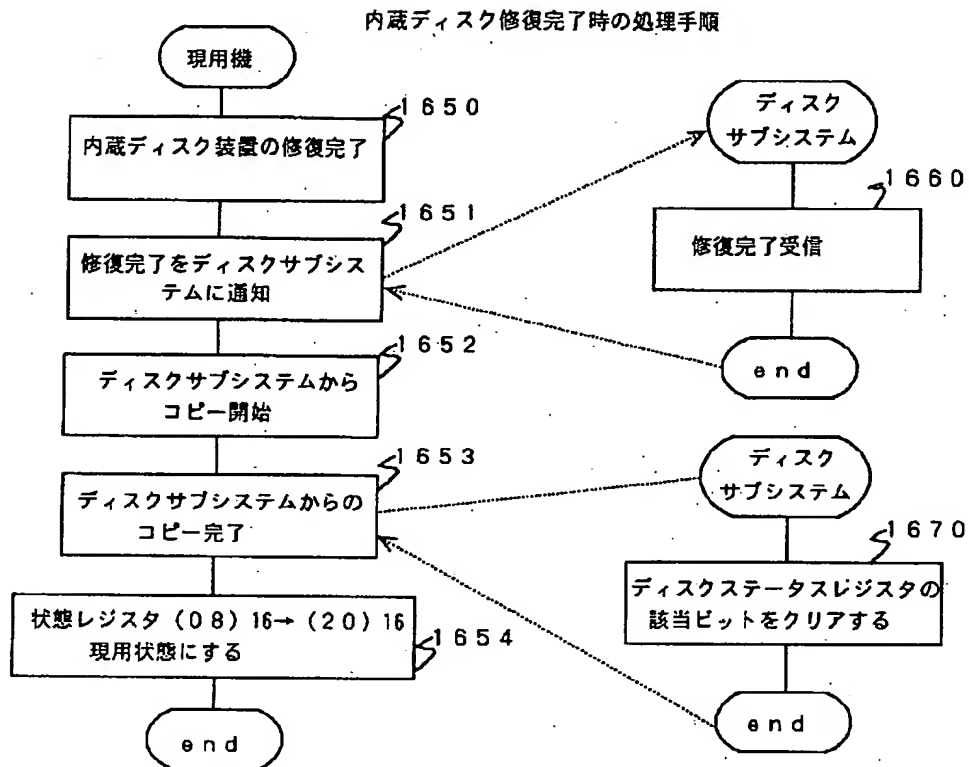 内蔵ディスク修復完了時の処理手順
現用機
1650
内蔵ディスク装置の修復完了
1651
修復完了をディスクサブシス
テムに通知
1652
ディスクサブシステムから
コピー開始
1653
ディスクサブシステムからの
コピー完了
状態レジスタ(08)16→(20)16
現用状態にする
1654
end
ディスク
サブシステム
1660
修復完了受信
end
ディスク
サブシステム
1670
ディスクステータスレジスタの
該当ビットをクリアする
end